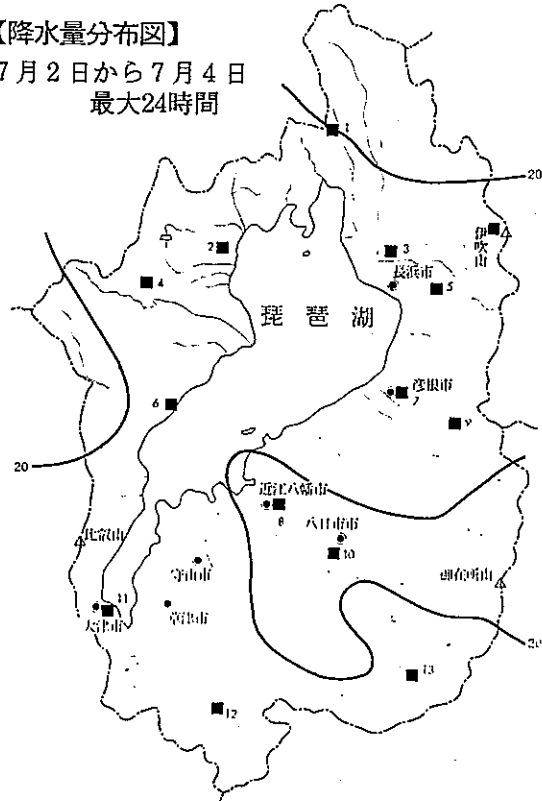 【降水量分布図】
7月2日から7月4日
最大24時間
1
20
伊吹山
2
3
長浜市
4
5
琵琶湖
彦根市
7
6
9
20
近江八幡市
8
八日市市
10
比叡山
守山市
御在所山
11
大津市
草津市
20
13
12